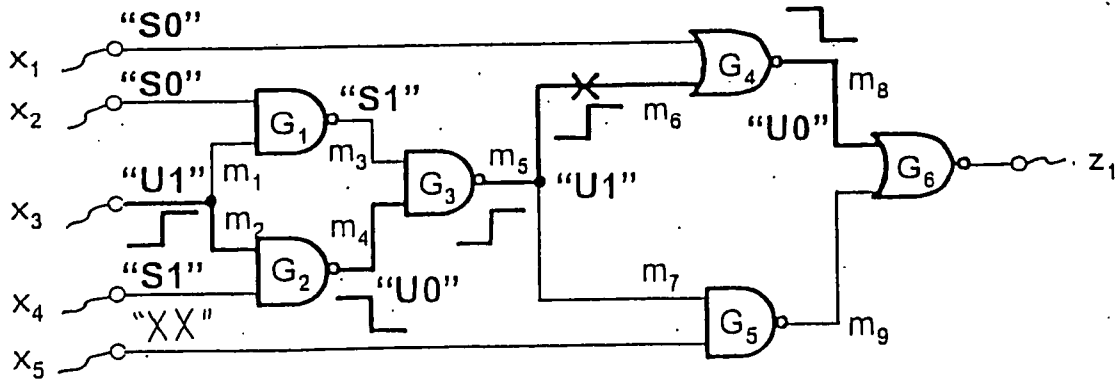 “S0”
x1
“S0”
x2
G1
“S1”
m3
m1
“U1”
x3
m2
m4
G3
m5
“U1”
G2
“S1”
x4
“U0”
“XX”
x5
m6
G4
m8
“U0”
G6
z1
m7
G5
m9